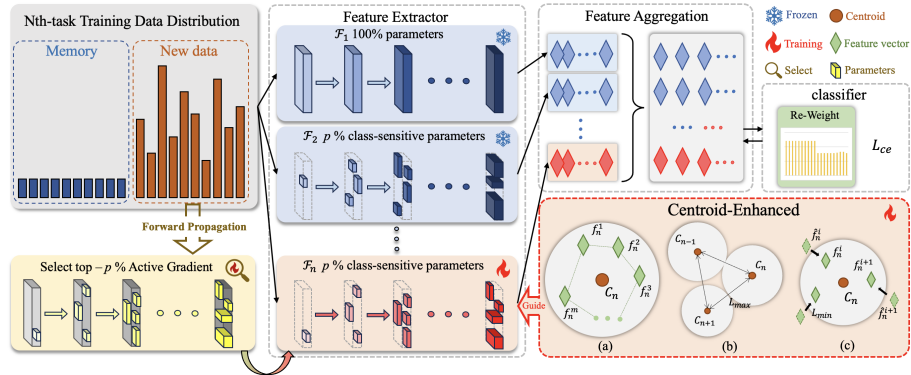 Nth-task Training Data Distribution
Memory
New data
Forward Propagation
Select top−p % Active Gradient
Feature Extractor
ℱ₁ 100% parameters
ℱ₂ p % class-sensitive parameters
ℱₙ p % class-sensitive parameters
Guide
Feature Aggregation
Frozen
Centroid
Training
Feature vector
Select
Parameters
classifier
Re-Weight
L_ce
Centroid-Enhanced
f_n^1
f_n^2
f_n^3
f_n^m
C_n
(a)
C_{n−1}
C_n
C_{n+1}
L_max
(b)
f̂_n^i
f_n^i
f_n^{i+1}
C_n
L_min
f̂_n^{i+1}
(c)